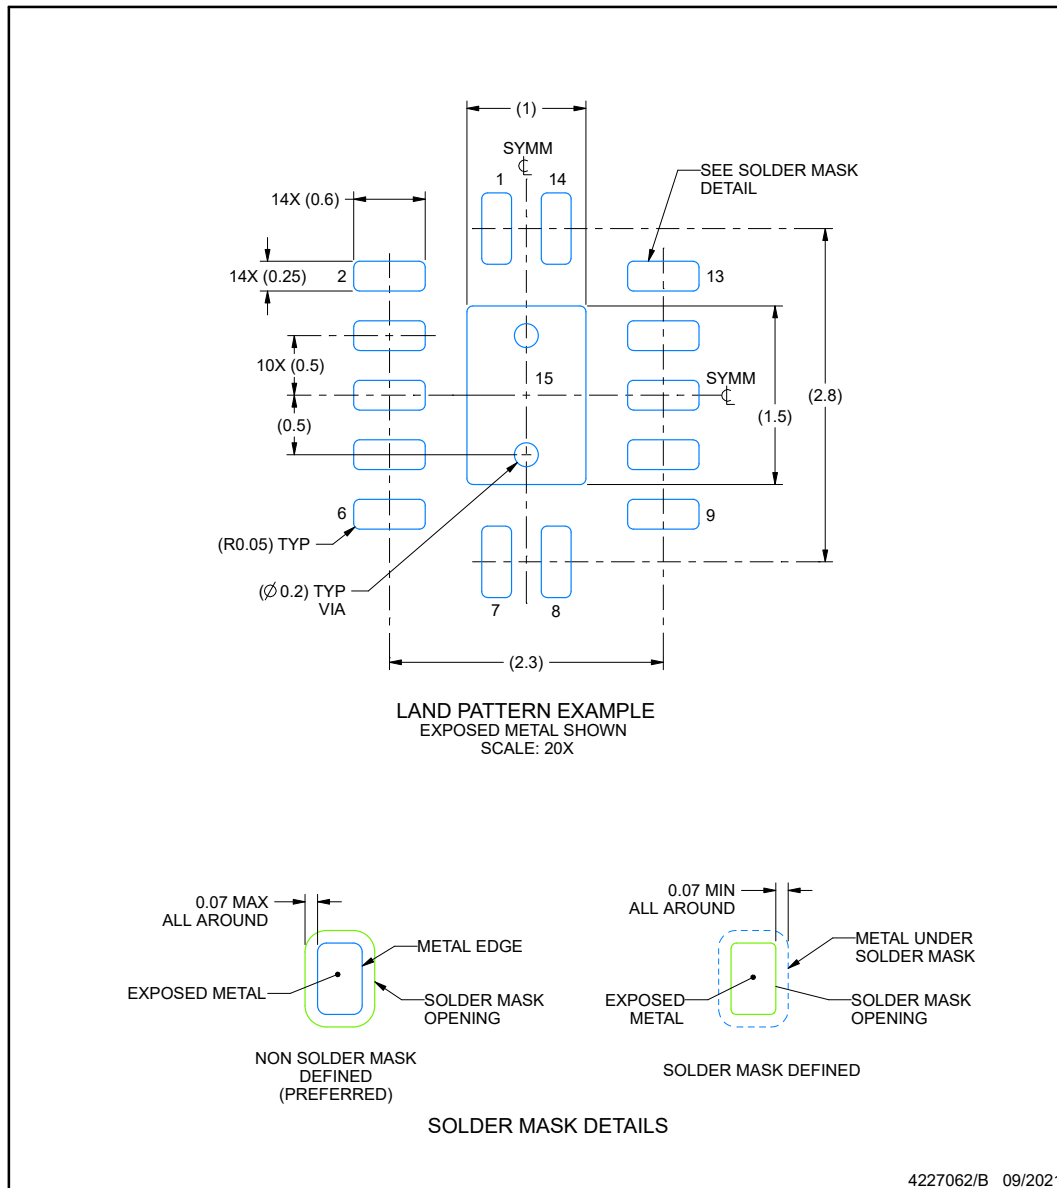 (1)
SYMM
℄
1
14
SEE SOLDER MASK
DETAIL
14X (0.6)
14X (0.25)
2
13
10X (0.5)
15
SYMM
℄
(2.8)
(1.5)
(0.5)
6
9
(R0.05) TYP
(∅ 0.2) TYP
VIA
7
8
(2.3)
LAND PATTERN EXAMPLE
EXPOSED METAL SHOWN
SCALE: 20X
0.07 MAX
ALL AROUND
METAL EDGE
EXPOSED METAL
SOLDER MASK
OPENING
NON SOLDER MASK
DEFINED
(PREFERRED)
0.07 MIN
ALL AROUND
METAL UNDER
SOLDER MASK
EXPOSED
METAL
SOLDER MASK
OPENING
SOLDER MASK DEFINED
SOLDER MASK DETAILS
4227062/B 09/2021